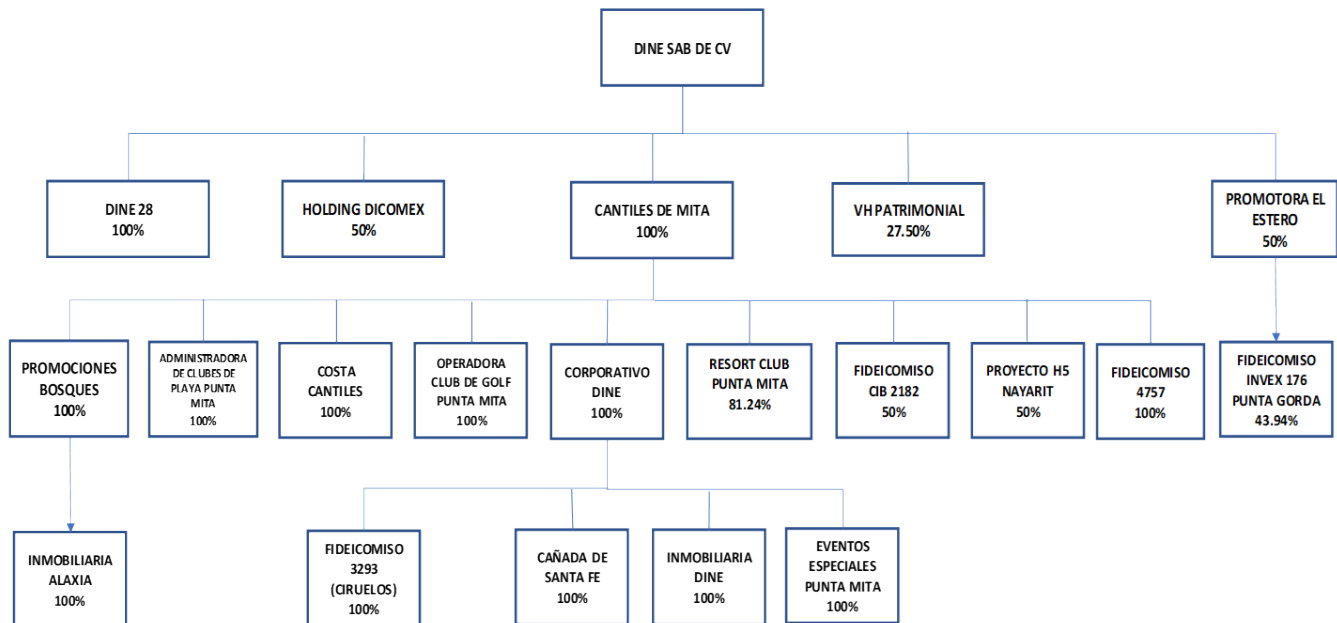 DINE SAB DE CV
DINE 28
100%
HOLDING DICOMEX
50%
CANTILES DE MITA
100%
VH PATRIMONIAL
27.50%
PROMOTORA EL
ESTERO
50%
PROMOCIONES
BOSQUES
100%
ADMINISTRADORA
DE CLUBES DE
PLAYA PUNTA
MITA
100%
COSTA
CANTILES
100%
OPERADORA
CLUB DE GOLF
PUNTA MITA
100%
CORPORATIVO
DINE
100%
RESORT CLUB
PUNTA MITA
81.24%
FIDEICOMISO
CIB 2182
50%
PROYECTO H5
NAYARIT
50%
FIDEICOMISO
4757
100%
FIDEICOMISO
INVEX 176
PUNTA GORDA
43.94%
INMOBILIARIA
ALAXIA
100%
FIDEICOMISO
3293
(CIRUELOS)
100%
CAÑADA DE
SANTA FE
100%
INMOBILIARIA
DINE
100%
EVENTOS
ESPECIALES
PUNTA MITA
100%